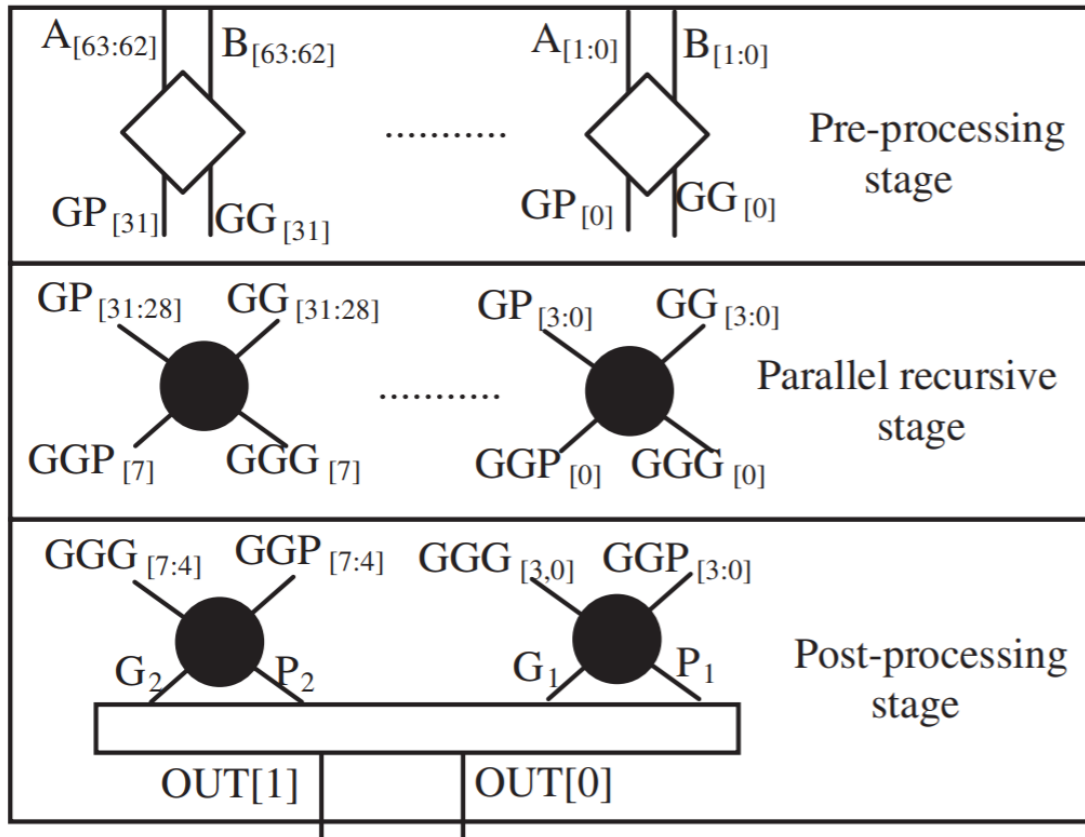 A[63:62] B[63:62] A[1:0] B[1:0]
Pre-processing
stage
GP[31] GG[31] GP[0] GG[0]
GP[31:28] GG[31:28] GP[3:0] GG[3:0]
Parallel recursive
stage
GGP[7] GGG[7] GGP[0] GGG[0]
GGG[7:4] GGP[7:4] GGG[3,0] GGP[3:0]
Post-processing
stage
G2 P2 G1 P1
OUT[1] OUT[0]